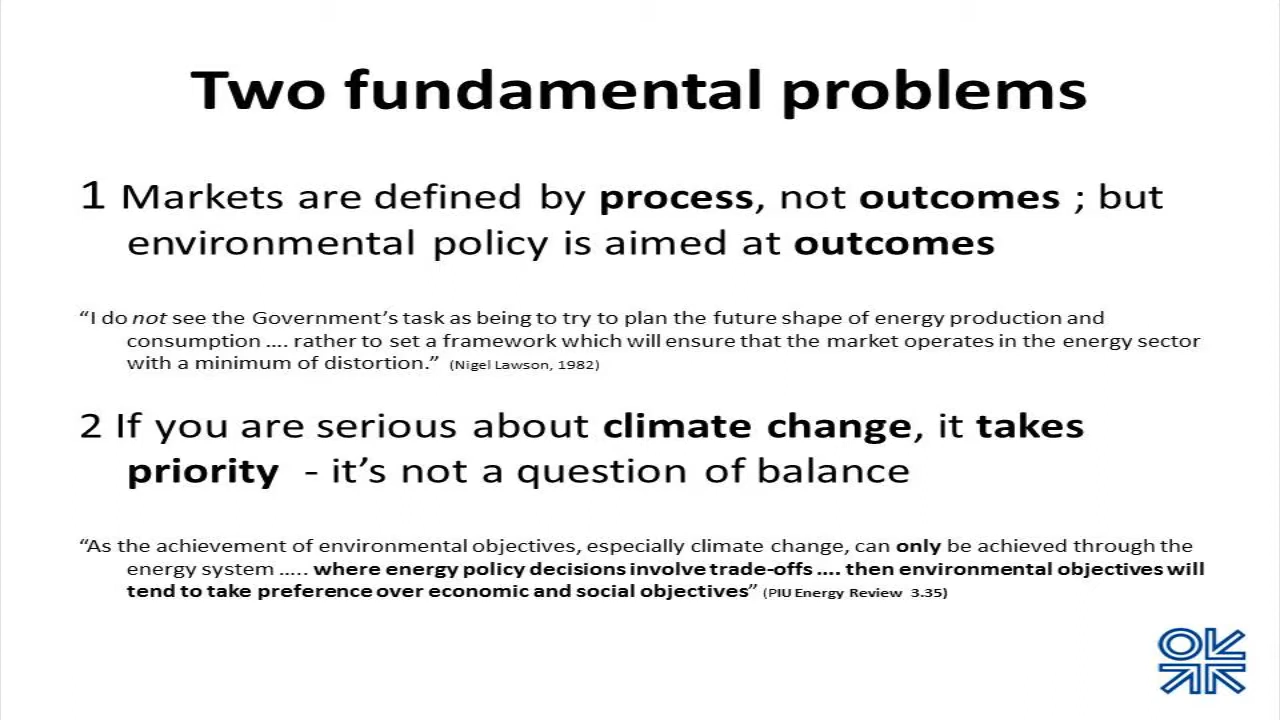 Two fundamental problems
1 Markets are defined by process, not outcomes ; but
environmental policy is aimed at outcomes
“I do not see the Government’s task as being to try to plan the future shape of energy production and
consumption .... rather to set a framework which will ensure that the market operates in the energy sector
with a minimum of distortion.” (Nigel Lawson, 1982)
2 If you are serious about climate change, it takes
priority - it’s not a question of balance
“As the achievement of environmental objectives, especially climate change, can only be achieved through the
energy system ..... where energy policy decisions involve trade-offs .... then environmental objectives will
tend to take preference over economic and social objectives” (PIU Energy Review 3.35)